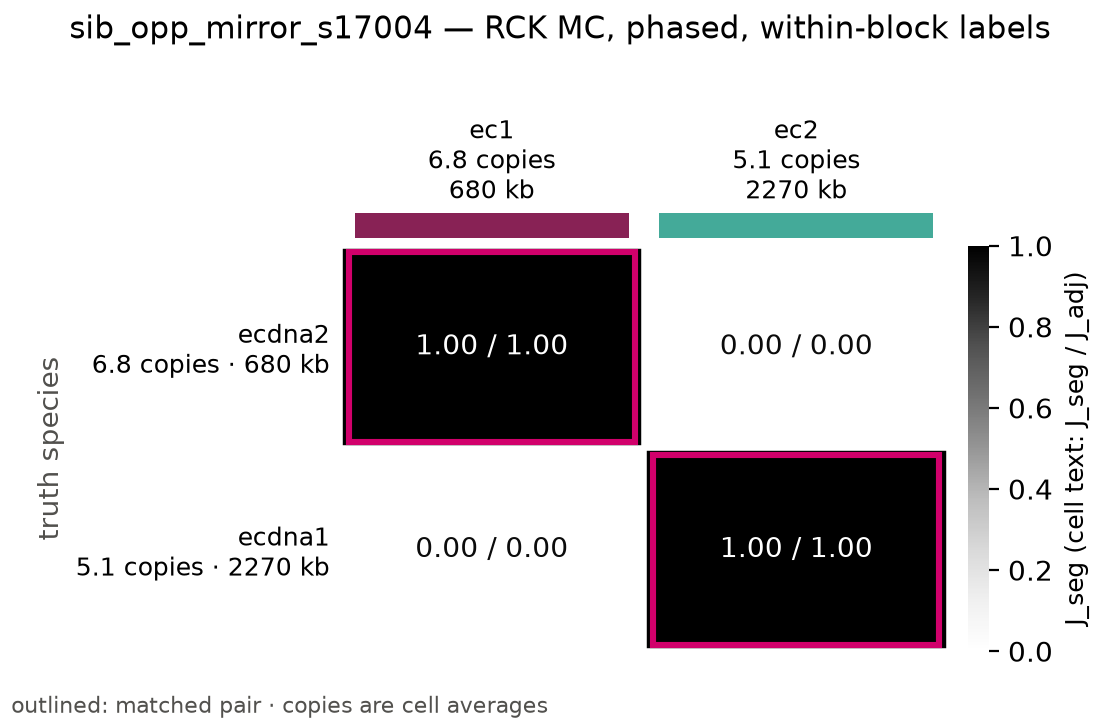 sib_opp_mirror_s17004 — RCK MC, phased, within-block labels
ec1
6.8 copies
680 kb
ec2
5.1 copies
2270 kb
truth species
ecdna2
6.8 copies · 680 kb
1.00 / 1.00
0.00 / 0.00
ecdna1
5.1 copies · 2270 kb
0.00 / 0.00
1.00 / 1.00
1.0
0.8
0.6
0.4
0.2
0.0
J_seg (cell text: J_seg / J_adj)
outlined: matched pair · copies are cell averages